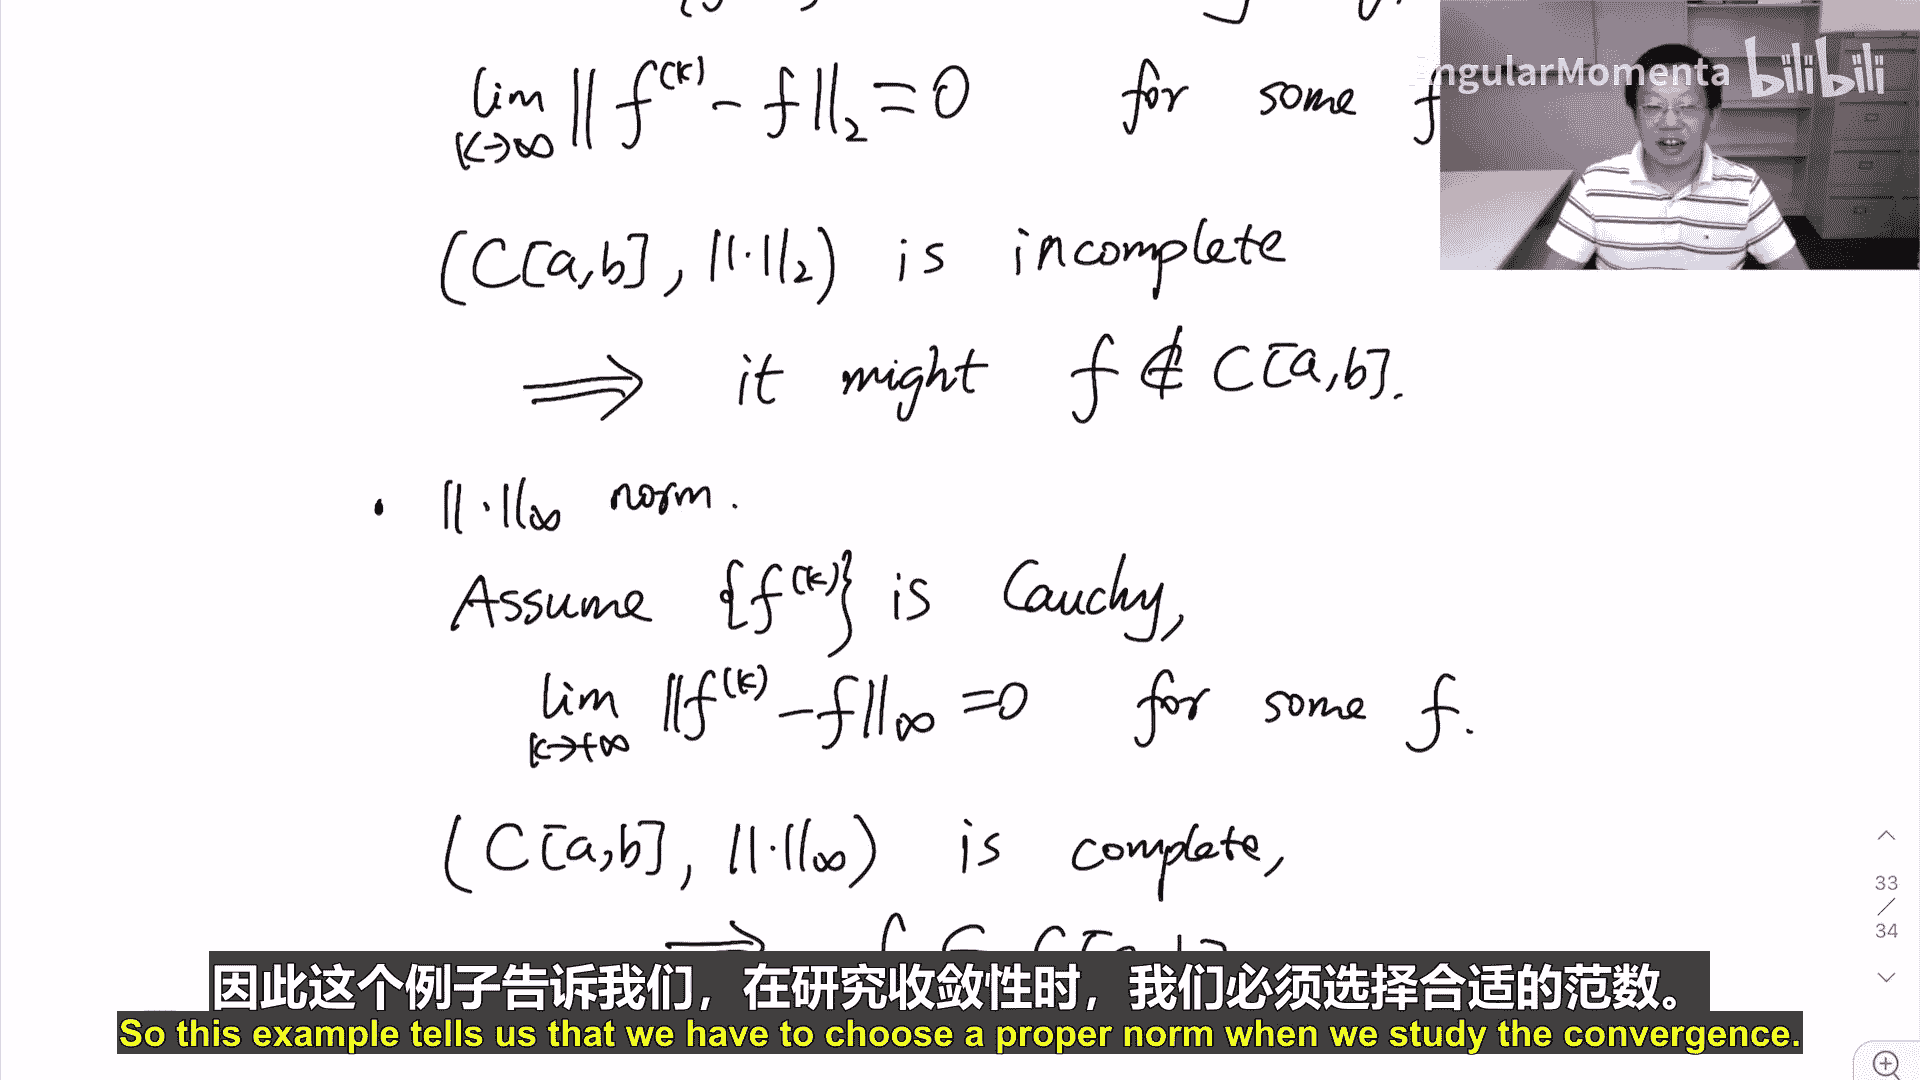 lim ‖ f^(k) - f ‖₂ = 0 for some f
k→∞
(C[a,b], ‖·‖₂) is incomplete
⟹ it might f ∉ C[a,b].
• ‖·‖∞ norm.
Assume {f^(k)} is Cauchy,
lim ‖f^(k) - f‖∞ = 0 for some f.
k→+∞
(C[a,b], ‖·‖∞) is complete,
⟹ f ∈ C[a,b]
ngularMomenta bilibili
33
/
34
因此这个例子告诉我们，在研究收敛性时，我们必须选择合适的范数。
So this example tells us that we have to choose a proper norm when we study the convergence.